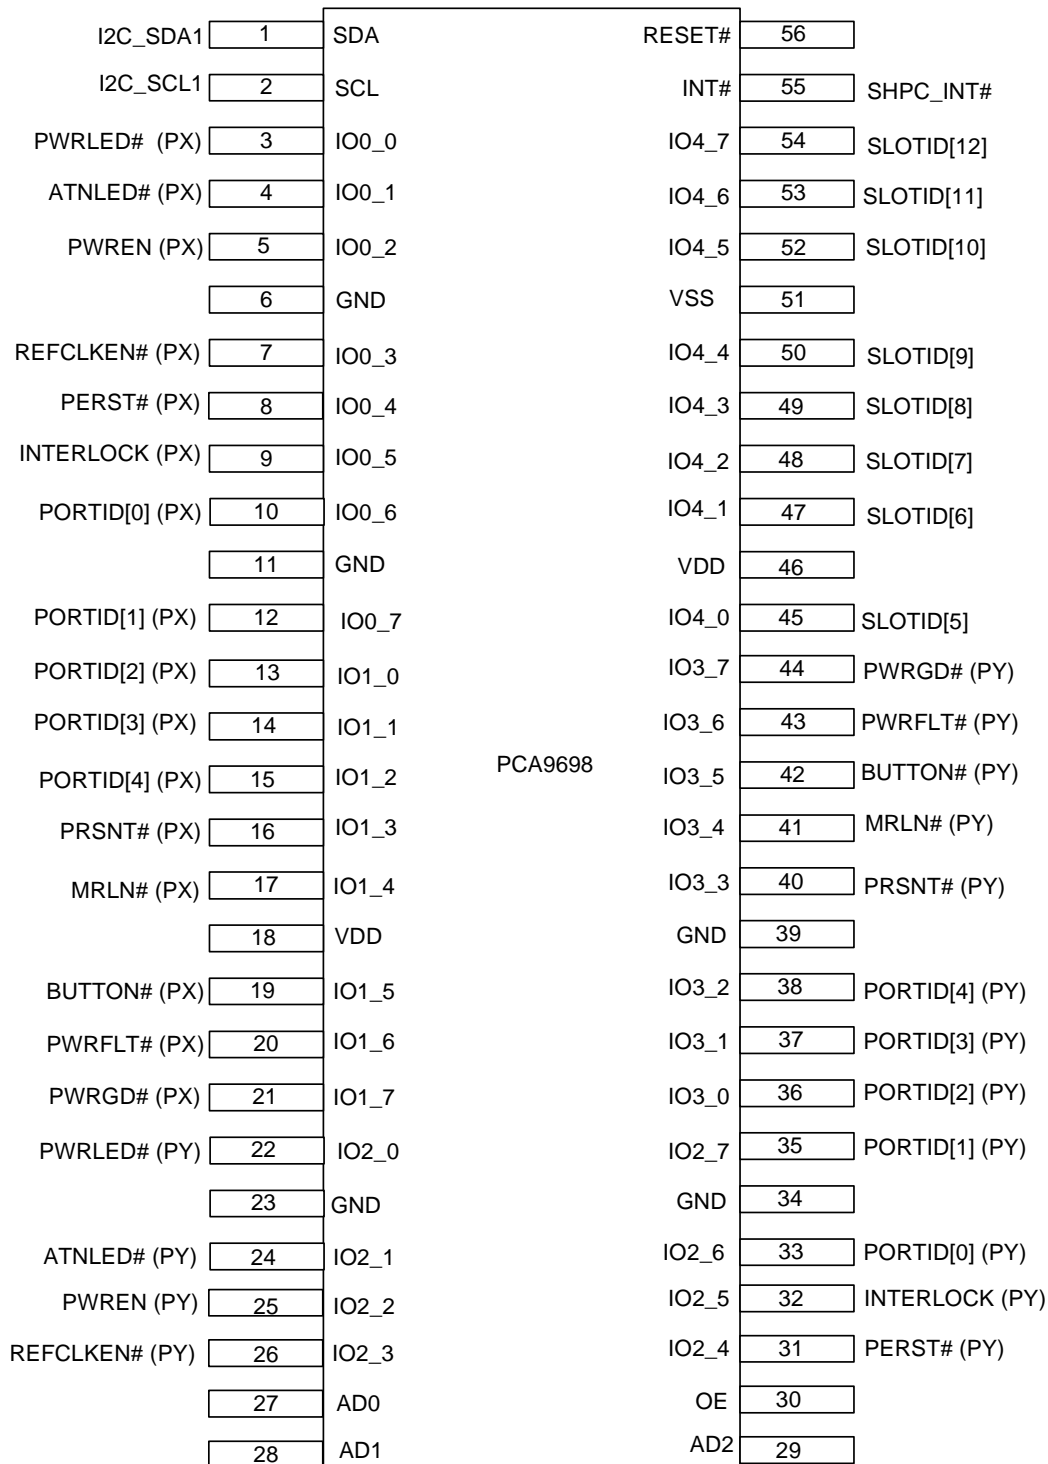 I2C_SDA1 1 SDA RESET# 56
I2C_SCL1 2 SCL INT# 55 SHPC_INT#
PWRLED# (PX) 3 IO0_0 IO4_7 54 SLOTID[12]
ATNLED# (PX) 4 IO0_1 IO4_6 53 SLOTID[11]
PWREN (PX) 5 IO0_2 IO4_5 52 SLOTID[10]
6 GND VSS 51
REFCLKEN# (PX) 7 IO0_3 IO4_4 50 SLOTID[9]
PERST# (PX) 8 IO0_4 IO4_3 49 SLOTID[8]
INTERLOCK (PX) 9 IO0_5 IO4_2 48 SLOTID[7]
PORTID[0] (PX) 10 IO0_6 IO4_1 47 SLOTID[6]
11 GND VDD 46
PORTID[1] (PX) 12 IO0_7 IO4_0 45 SLOTID[5]
PORTID[2] (PX) 13 IO1_0 IO3_7 44 PWRGD# (PY)
PORTID[3] (PX) 14 IO1_1 IO3_6 43 PWRFLT# (PY)
PORTID[4] (PX) 15 IO1_2 PCA9698 IO3_5 42 BUTTON# (PY)
PRSNT# (PX) 16 IO1_3 IO3_4 41 MRLN# (PY)
MRLN# (PX) 17 IO1_4 IO3_3 40 PRSNT# (PY)
18 VDD GND 39
BUTTON# (PX) 19 IO1_5 IO3_2 38 PORTID[4] (PY)
PWRFLT# (PX) 20 IO1_6 IO3_1 37 PORTID[3] (PY)
PWRGD# (PX) 21 IO1_7 IO3_0 36 PORTID[2] (PY)
PWRLED# (PY) 22 IO2_0 IO2_7 35 PORTID[1] (PY)
23 GND GND 34
ATNLED# (PY) 24 IO2_1 IO2_6 33 PORTID[0] (PY)
PWREN (PY) 25 IO2_2 IO2_5 32 INTERLOCK (PY)
REFCLKEN# (PY) 26 IO2_3 IO2_4 31 PERST# (PY)
27 AD0 OE 30
28 AD1 AD2 29